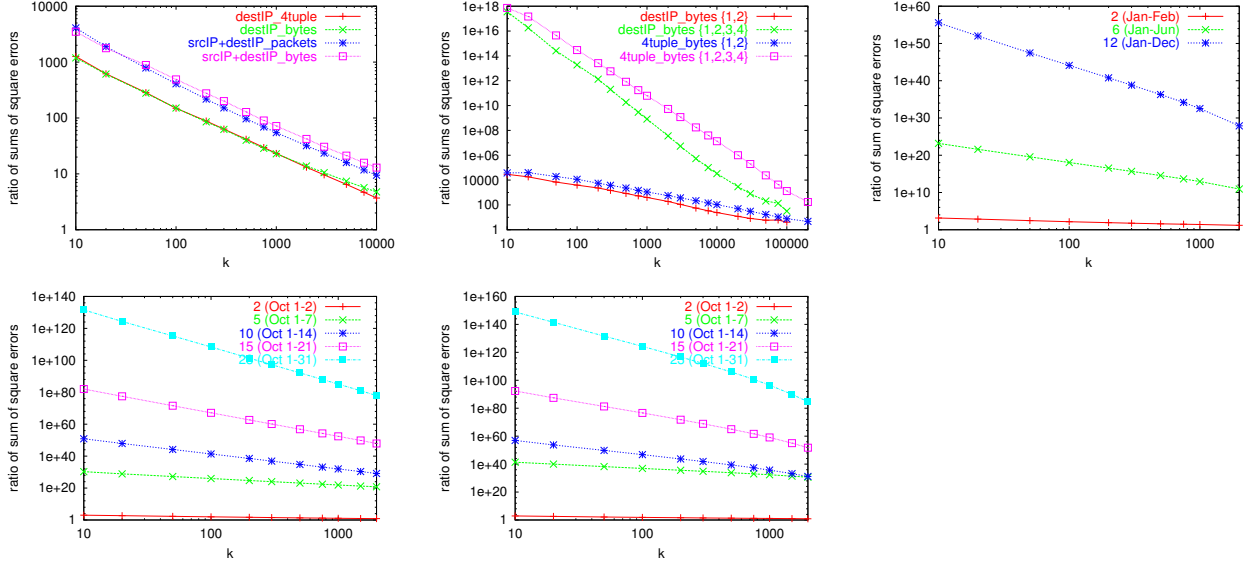 ratio of sums of square errors
10000
1000
100
10
1
10
100
1000
10000
k
destIP_4tuple
destIP_bytes
srcIP+destIP_packets
srcIP+destIP_bytes
ratio of sums of square errors
1e+18
1e+16
1e+14
1e+12
1e+10
1e+08
1e+06
10000
100
1
10
100
1000
10000
100000
k
destIP_bytes {1,2}
destIP_bytes {1,2,3,4}
4tuple_bytes {1,2}
4tuple_bytes {1,2,3,4}
ratio of sum of square errors
1e+60
1e+50
1e+40
1e+30
1e+20
1e+10
1
10
100
1000
k
2 (Jan-Feb)
6 (Jan-Jun)
12 (Jan-Dec)
ratio of sum of square errors
1e+140
1e+120
1e+100
1e+80
1e+60
1e+40
1e+20
1
10
100
1000
k
2 (Oct 1-2)
5 (Oct 1-7)
10 (Oct 1-14)
15 (Oct 1-21)
23 (Oct 1-31)
ratio of sum of square errors
1e+160
1e+140
1e+120
1e+100
1e+80
1e+60
1e+40
1e+20
1
10
100
1000
k
2 (Oct 1-2)
5 (Oct 1-7)
10 (Oct 1-14)
15 (Oct 1-21)
23 (Oct 1-31)